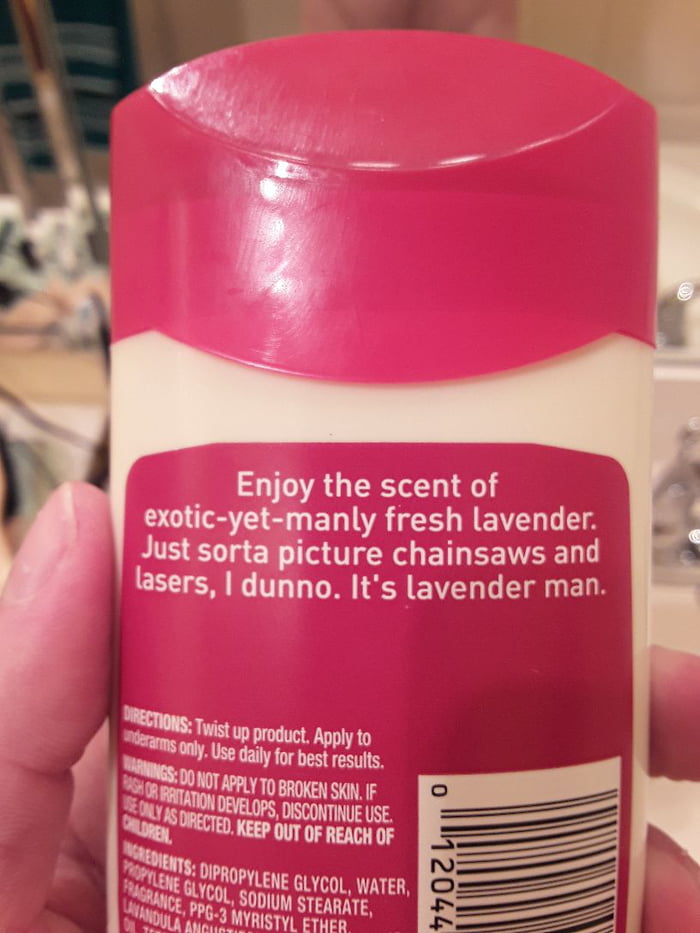 Enjoy the scent of
exotic-yet-manly fresh lavender.
Just sorta picture chainsaws and
lasers, I dunno. It's lavender man.
DIRECTIONS: Twist up product. Apply to
underarms only. Use daily for best results.
WARNINGS: DO NOT APPLY TO BROKEN SKIN. IF
RASH OR IRRITATION DEVELOPS, DISCONTINUE USE.
USE ONLY AS DIRECTED. KEEP OUT OF REACH OF
CHILDREN.
INGREDIENTS: DIPROPYLENE GLYCOL, WATER,
PROPYLENE GLYCOL, SODIUM STEARATE,
FRAGRANCE, PPG-3 MYRISTYL ETHER,
LAVANDULA
OIL,
0 12044